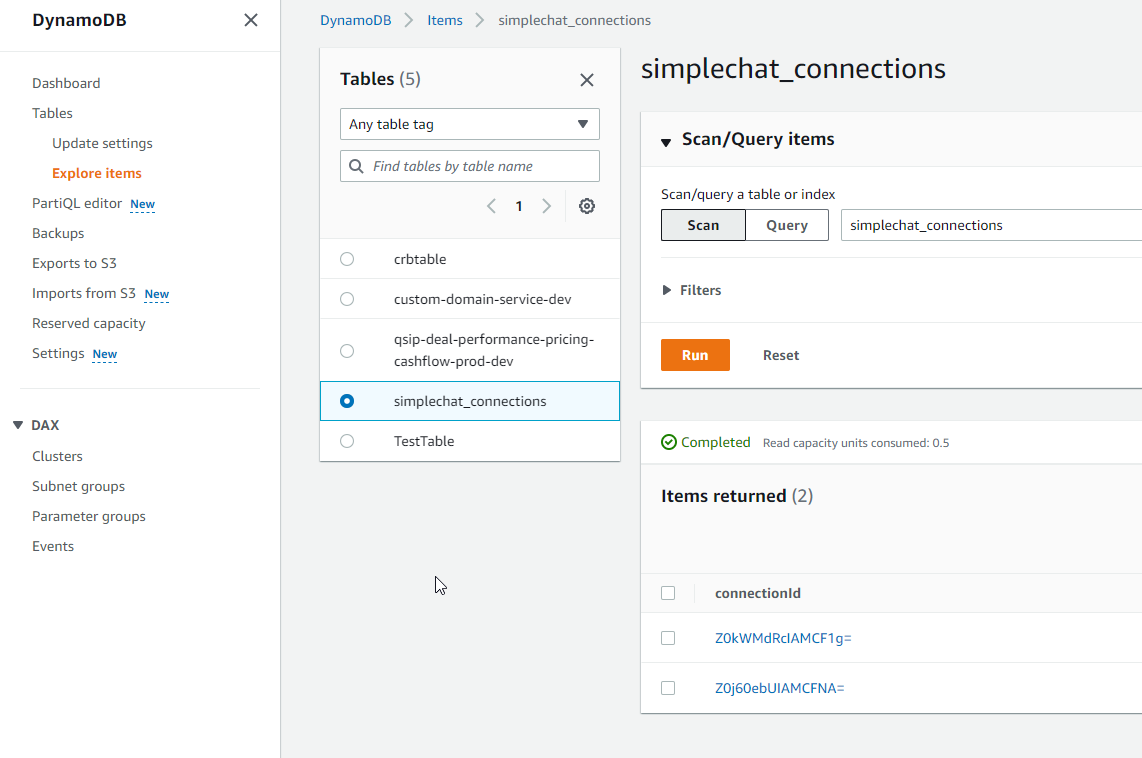 DynamoDB
Dashboard
Tables
Update settings
Explore items
PartiQL editor New
Backups
Exports to S3
Imports from S3 New
Reserved capacity
Settings New
DAX
Clusters
Subnet groups
Parameter groups
Events
DynamoDB Items simplechat_connections
Tables (5)
Any table tag
Find tables by table name
1
crbtable
custom-domain-service-dev
qsip-deal-performance-pricing-
cashflow-prod-dev
simplechat_connections
TestTable
simplechat_connections
Scan/Query items
Scan/query a table or index
Scan Query simplechat_connections
Filters
Run Reset
Completed Read capacity units consumed: 0.5
Items returned (2)
connectionId
Z0kWMdRcIAMCF1g=
Z0j60ebUIAMCFNA=